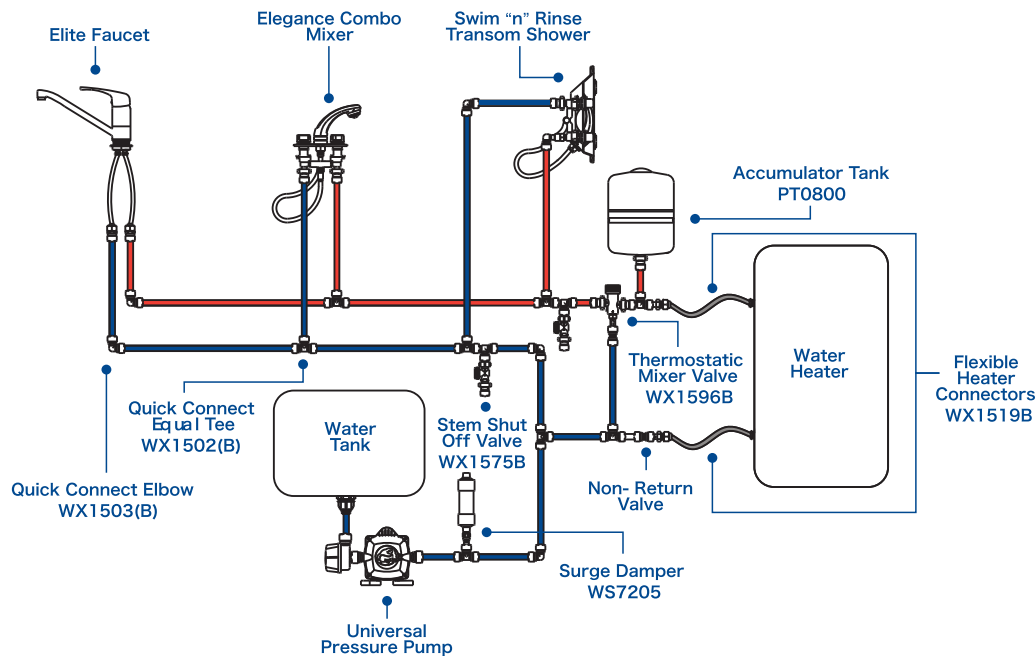 Elite Faucet
Elegance Combo
Mixer
Swim “n” Rinse
Transom Shower
Accumulator Tank
PT0800
Thermostatic
Mixer Valve
WX1596B
Water
Heater
Flexible
Heater
Connectors
WX1519B
Quick Connect
Equal Tee
WX1502(B)
Water
Tank
Stem Shut
Off Valve
WX1575B
Quick Connect Elbow
WX1503(B)
Non- Return
Valve
Surge Damper
WS7205
Universal
Pressure Pump